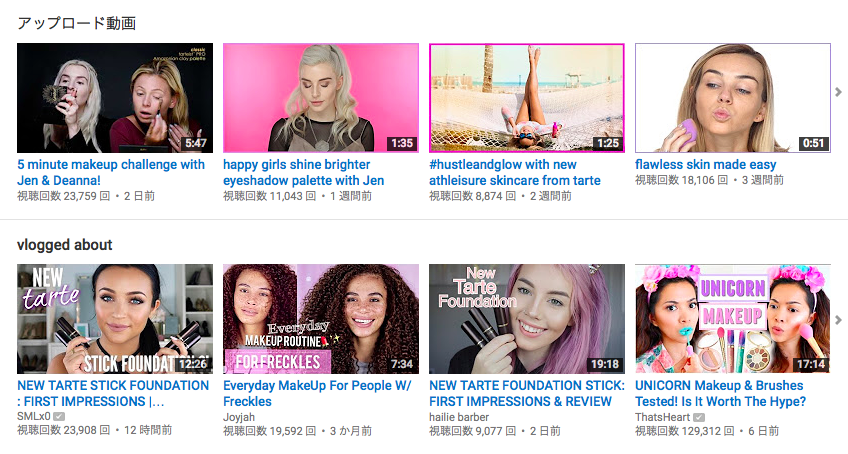 アップロード動画
classic
tarteist™ PRO
Amazonian clay palette
5:47
1:35
1:25
0:51
5 minute makeup challenge with
Jen & Deanna!
視聴回数 23,759 回 • 2 日前
happy girls shine brighter
eyeshadow palette with Jen
視聴回数 11,043 回 • 1 週間前
#hustleandglow with new
athleisure skincare from tarte
視聴回数 8,874 回 • 2 週間前
flawless skin made easy
視聴回数 18,106 回 • 3 週間前
vlogged about
NEW
tarte
STICK FOUNDATION
12:26
Everyday
MAKEUP ROUTINE
FOR FRECKLES
7:34
New
Tarte
Foundation
19:18
UNICORN
MAKEUP
17:14
NEW TARTE STICK FOUNDATION
: FIRST IMPRESSIONS |...
SMLx0
視聴回数 23,908 回 • 12 時間前
Everyday MakeUp For People W/
Freckles
Joyjah
視聴回数 19,592 回 • 3 か月前
NEW TARTE FOUNDATION STICK:
FIRST IMPRESSIONS & REVIEW
hailie barber
視聴回数 9,077 回 • 2 日前
UNICORN Makeup & Brushes
Tested! Is It Worth The Hype?
ThatsHeart
視聴回数 129,312 回 • 6 日前